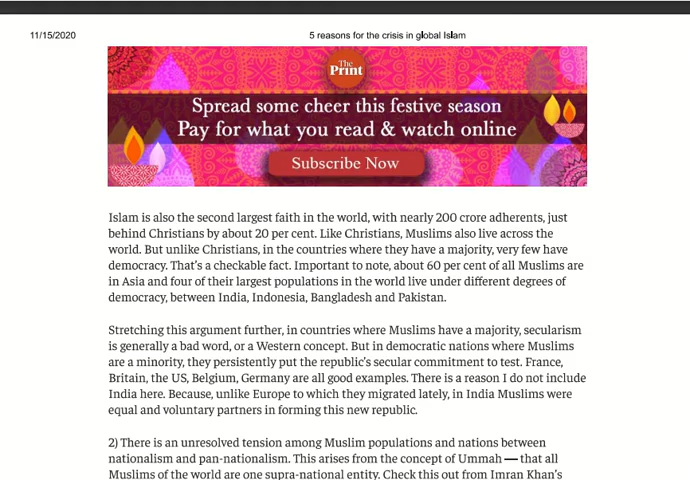 11/15/2020 5 reasons for the crisis in global Islam
The
Print
Spread some cheer this festive season
Pay for what you read & watch online
Subscribe Now
Islam is also the second largest faith in the world, with nearly 200 crore adherents, just
behind Christians by about 20 per cent. Like Christians, Muslims also live across the
world. But unlike Christians, in the countries where they have a majority, very few have
democracy. That's a checkable fact. Important to note, about 60 per cent of all Muslims are
in Asia and four of their largest populations in the world live under different degrees of
democracy, between India, Indonesia, Bangladesh and Pakistan.
Stretching this argument further, in countries where Muslims have a majority, secularism
is generally a bad word, or a Western concept. But in democratic nations where Muslims
are a minority, they persistently put the republic's secular commitment to test. France,
Britain, the US, Belgium, Germany are all good examples. There is a reason I do not include
India here. Because, unlike Europe to which they migrated lately, in India Muslims were
equal and voluntary partners in forming this new republic.
2) There is an unresolved tension among Muslim populations and nations between
nationalism and pan-nationalism. This arises from the concept of Ummah — that all
Muslims of the world are one supra-national entity. Check this out from Imran Khan's